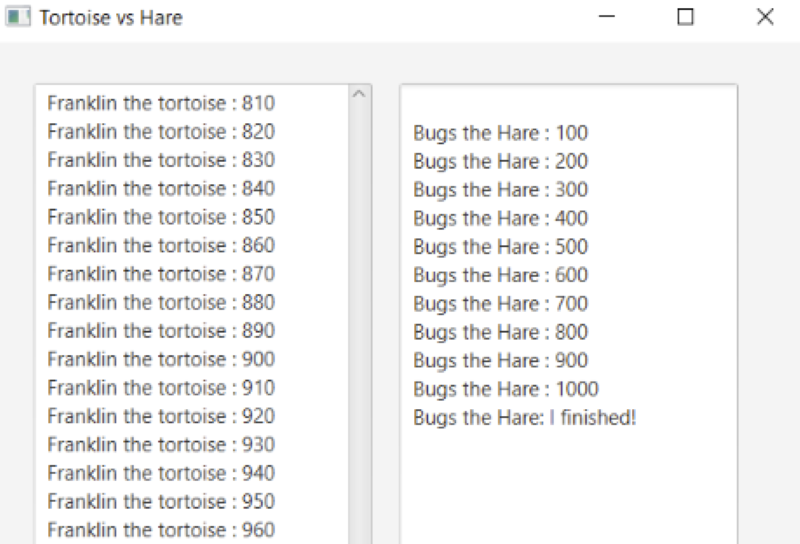 Tortoise vs Hare
Franklin the tortoise : 810
Franklin the tortoise : 820
Franklin the tortoise : 830
Franklin the tortoise : 840
Franklin the tortoise : 850
Franklin the tortoise : 860
Franklin the tortoise : 870
Franklin the tortoise : 880
Franklin the tortoise : 890
Franklin the tortoise : 900
Franklin the tortoise : 910
Franklin the tortoise : 920
Franklin the tortoise : 930
Franklin the tortoise : 940
Franklin the tortoise : 950
Franklin the tortoise : 960
Bugs the Hare : 100
Bugs the Hare : 200
Bugs the Hare : 300
Bugs the Hare : 400
Bugs the Hare : 500
Bugs the Hare : 600
Bugs the Hare : 700
Bugs the Hare : 800
Bugs the Hare : 900
Bugs the Hare : 1000
Bugs the Hare: I finished!